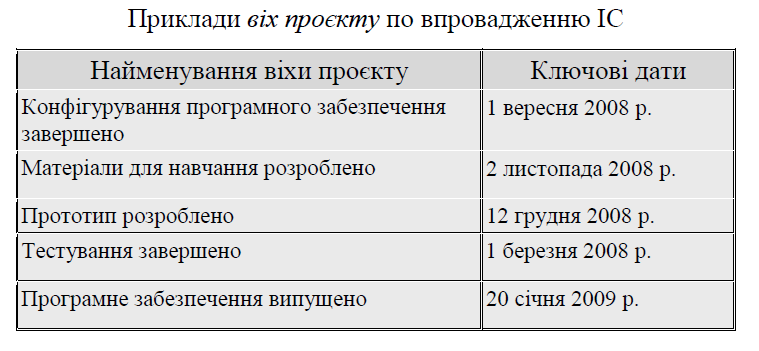 Приклади віх проєкту по впровадженню ІС
Найменування віхи проєкту Ключові дати
Конфігурування програмного забезпечення 1 вересня 2008 р.
завершено
Матеріали для навчання розроблено 2 листопада 2008 р.
Прототип розроблено 12 грудня 2008 р.
Тестування завершено 1 березня 2008 р.
Програмне забезпечення випущено 20 січня 2009 р.